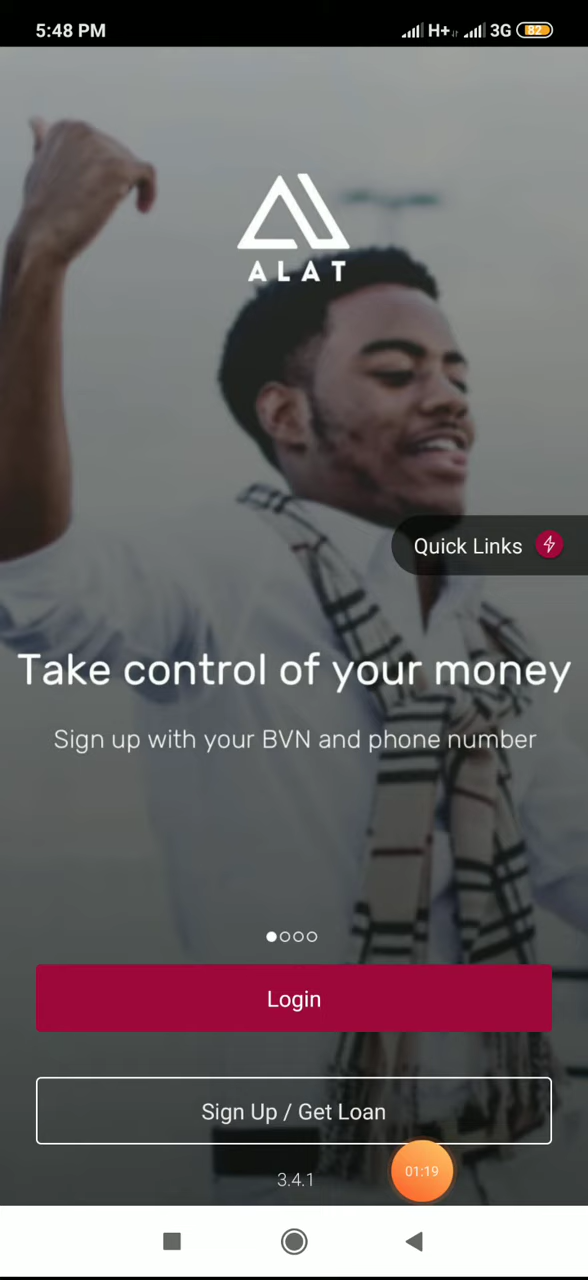 5:48 PM H+ 3G 82
ALAT
Quick Links
Take control of your money
Sign up with your BVN and phone number
Login
Sign Up / Get Loan
01:19
3.4.1